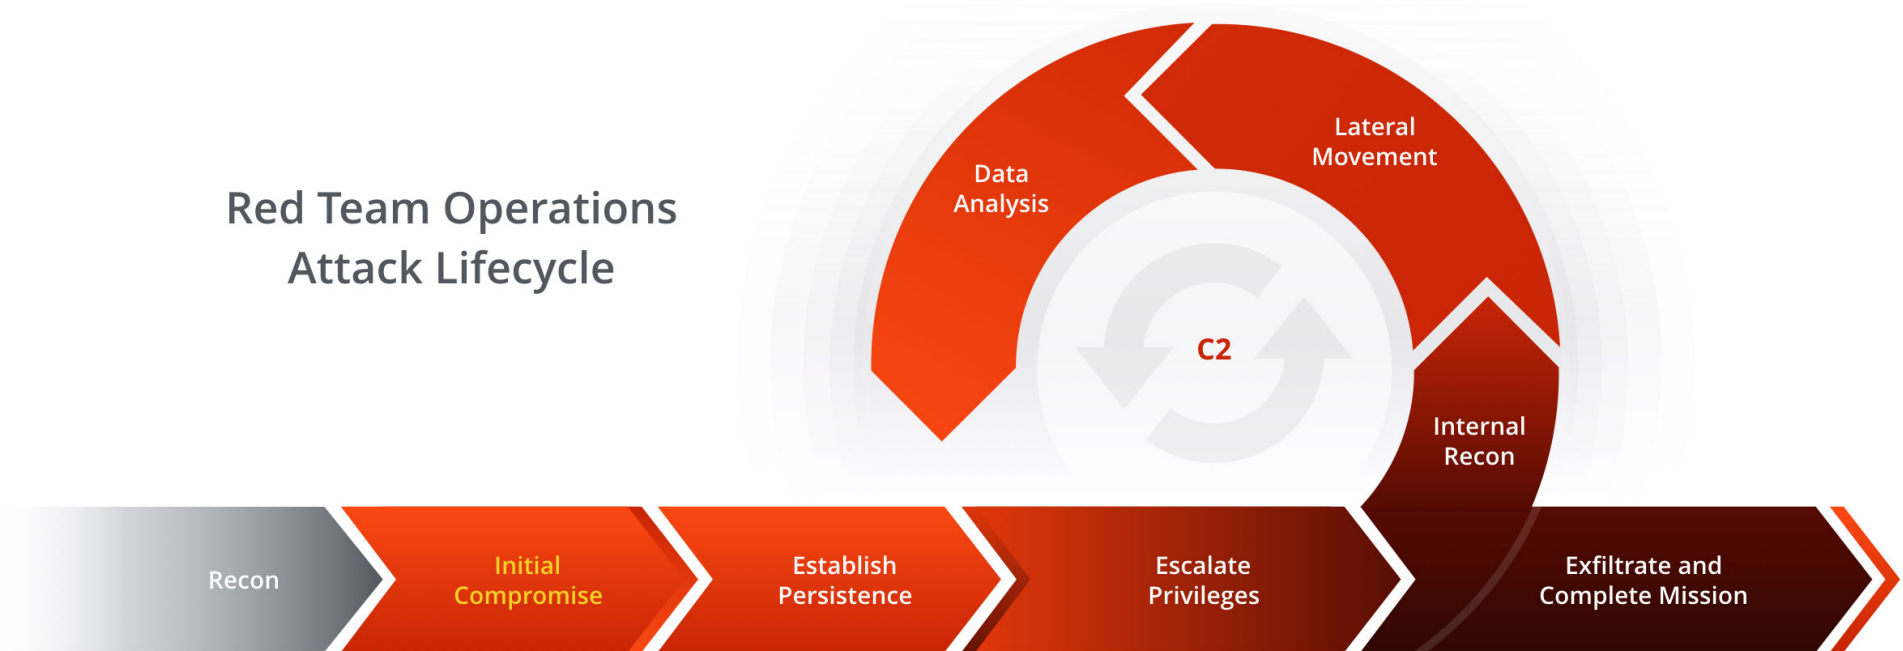 Red Team Operations
Attack Lifecycle
Data
Analysis
Lateral
Movement
C2
Internal
Recon
Recon
Initial
Compromise
Establish
Persistence
Escalate
Privileges
Exfiltrate and
Complete Mission